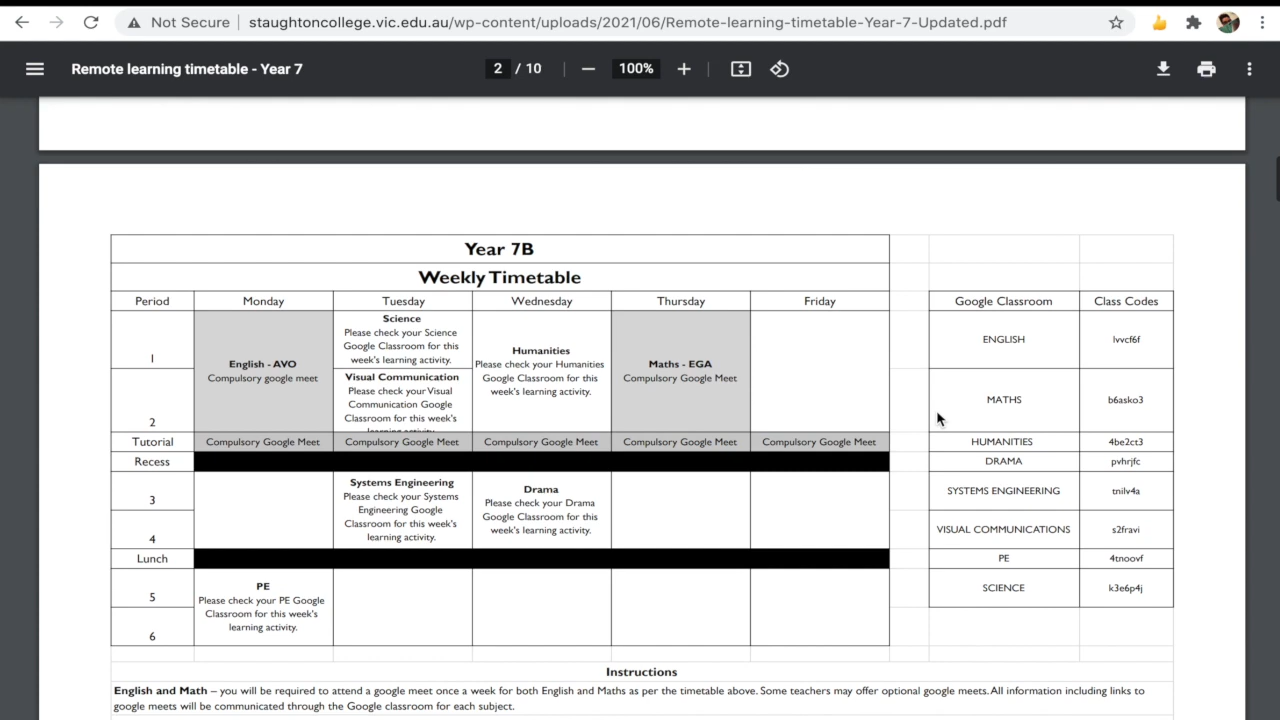 Not Secure staughtoncollege.vic.edu.au/wp-content/uploads/2021/06/Remote-learning-timetable-Year-7-Updated.pdf
Remote learning timetable - Year 7
2 / 10
100%
Year 7B
Weekly Timetable
Period Monday Tuesday Wednesday Thursday Friday
1
2
English - AVO
Compulsory google meet
Science
Please check your Science
Google Classroom for this
week's learning activity.
Visual Communication
Please check your Visual
Communication Google
Classroom for this week's
learning activity.
Humanities
Please check your Humanities
Google Classroom for this
week's learning activity.
Maths - EGA
Compulsory Google Meet
Tutorial Compulsory Google Meet Compulsory Google Meet Compulsory Google Meet Compulsory Google Meet Compulsory Google Meet
Recess
3
4
Systems Engineering
Please check your Systems
Engineering Google
Classroom for this week's
learning activity.
Drama
Please check your Drama
Google Classroom for this
week's learning activity.
Lunch
5
6
PE
Please check your PE Google
Classroom for this week's
learning activity.
Google Classroom Class Codes
ENGLISH lvvcf6f
MATHS b6asko3
HUMANITIES 4be2ct3
DRAMA pvhrjfc
SYSTEMS ENGINEERING tnilv4a
VISUAL COMMUNICATIONS s2fravi
PE 4tnoovf
SCIENCE k3e6p4j
Instructions
English and Math – you will be required to attend a google meet once a week for both English and Maths as per the timetable above. Some teachers may offer optional google meets. All information including links to
google meets will be communicated through the Google classroom for each subject.